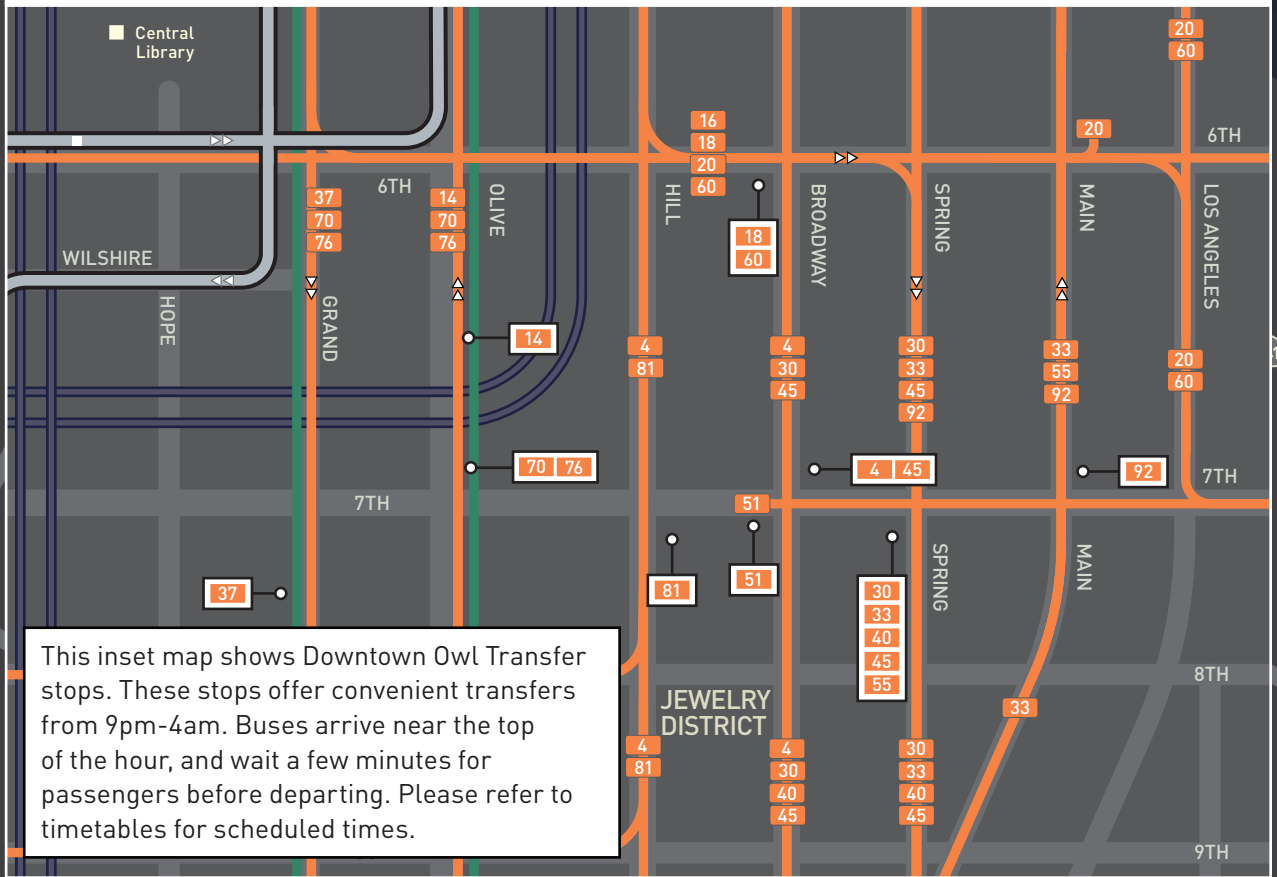 Central
Library
20
60
16
18
20
60
20
6TH
6TH
37
70
76
14
70
76
OLIVE
HILL
BROADWAY
SPRING
MAIN
LOS ANGELES
18
60
WILSHIRE
HOPE
GRAND
14
4
81
4
30
45
30
33
45
92
33
55
92
20
60
70 76
4 45
92
7TH
7TH
51
37
81
51
30
33
40
45
55
SPRING
MAIN
This inset map shows Downtown Owl Transfer
stops. These stops offer convenient transfers
from 9pm-4am. Buses arrive near the top
of the hour, and wait a few minutes for
passengers before departing. Please refer to
timetables for scheduled times.
JEWELRY
DISTRICT
8TH
33
4
81
4
30
40
45
30
33
40
45
9TH